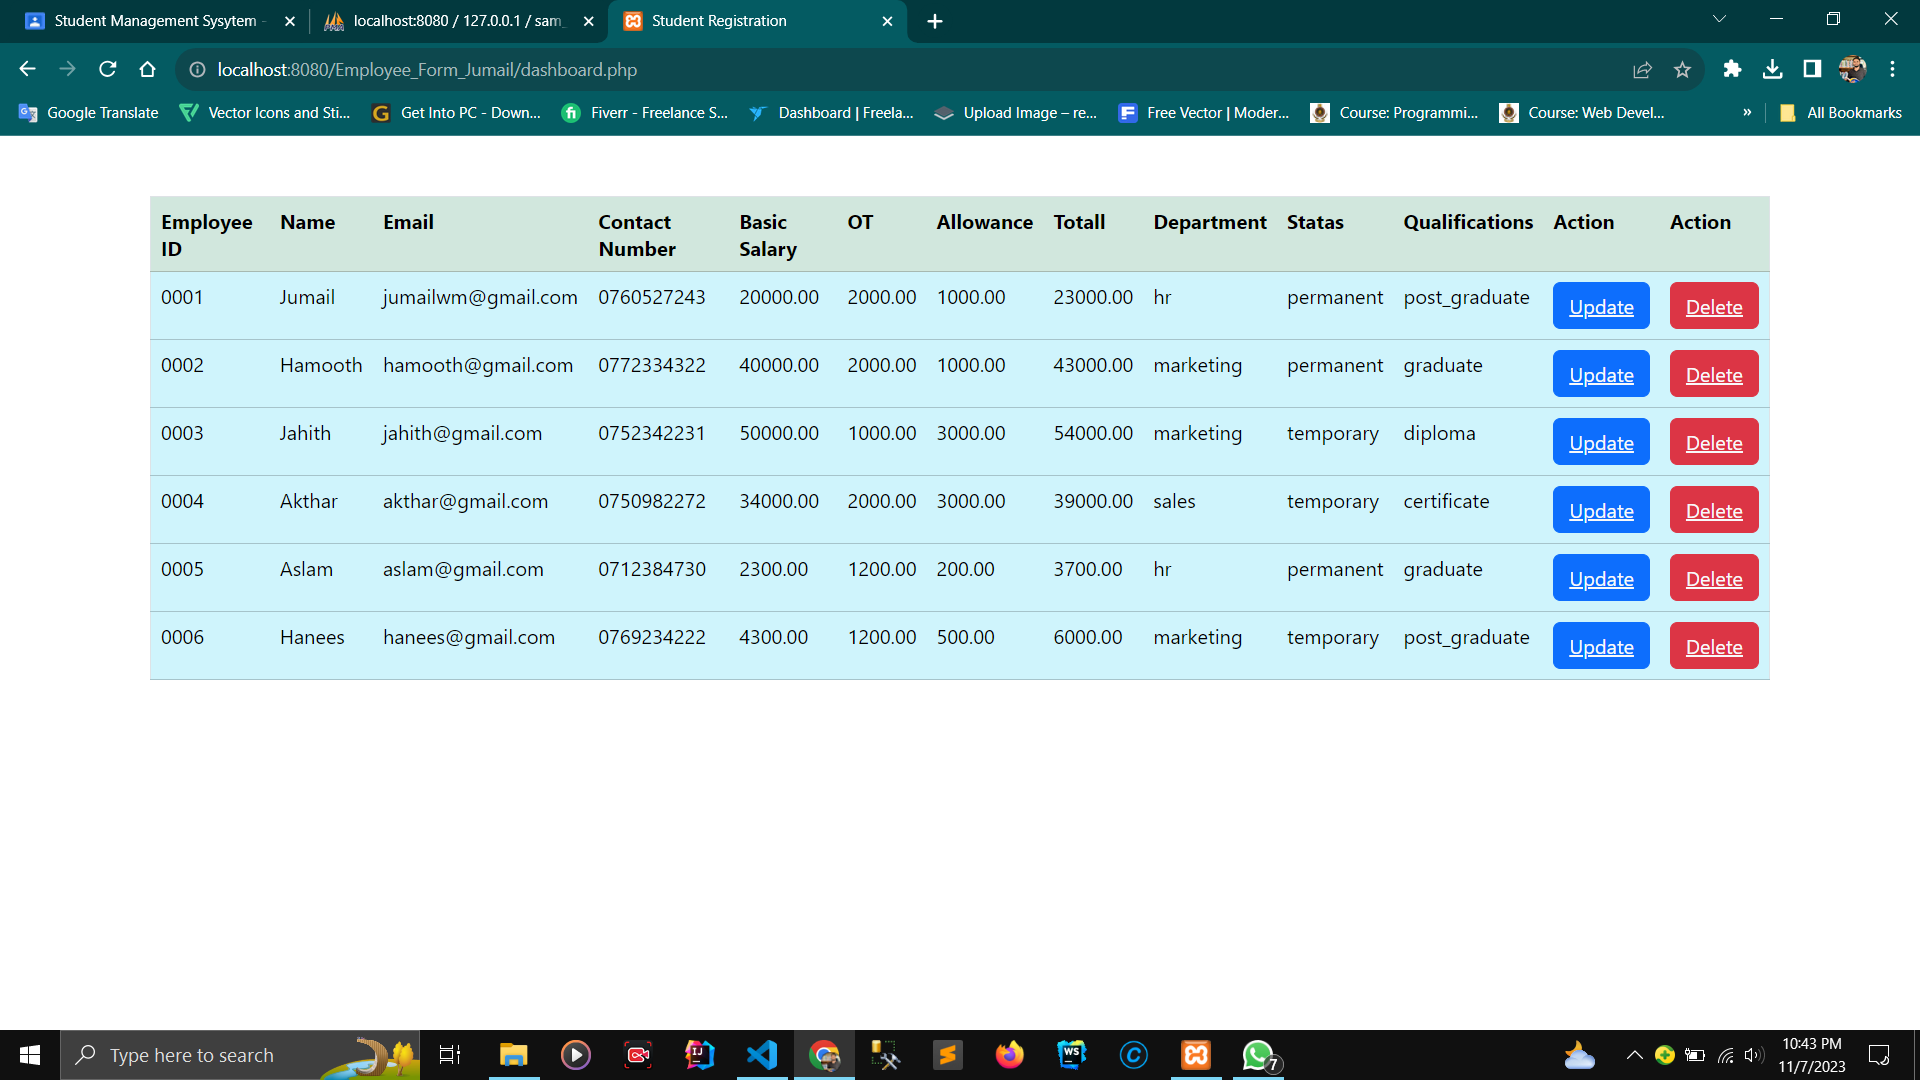 Student Management Sysytem -
localhost:8080 / 127.0.0.1 / sam_
Student Registration
localhost:8080/Employee_Form_Jumail/dashboard.php
Google Translate
Vector Icons and Sti...
Get Into PC - Down...
Fiverr - Freelance S...
Dashboard | Freela...
Upload Image – re...
Free Vector | Moder...
Course: Programmi...
Course: Web Devel...
»
All Bookmarks
Employee ID Name Email Contact Number Basic Salary OT Allowance Totall Department Statas Qualifications Action Action
0001 Jumail jumailwm@gmail.com 0760527243 20000.00 2000.00 1000.00 23000.00 hr permanent post_graduate Update Delete
0002 Hamooth hamooth@gmail.com 0772334322 40000.00 2000.00 1000.00 43000.00 marketing permanent graduate Update Delete
0003 Jahith jahith@gmail.com 0752342231 50000.00 1000.00 3000.00 54000.00 marketing temporary diploma Update Delete
0004 Akthar akthar@gmail.com 0750982272 34000.00 2000.00 3000.00 39000.00 sales temporary certificate Update Delete
0005 Aslam aslam@gmail.com 0712384730 2300.00 1200.00 200.00 3700.00 hr permanent graduate Update Delete
0006 Hanees hanees@gmail.com 0769234222 4300.00 1200.00 500.00 6000.00 marketing temporary post_graduate Update Delete
Type here to search
7
10:43 PM
11/7/2023